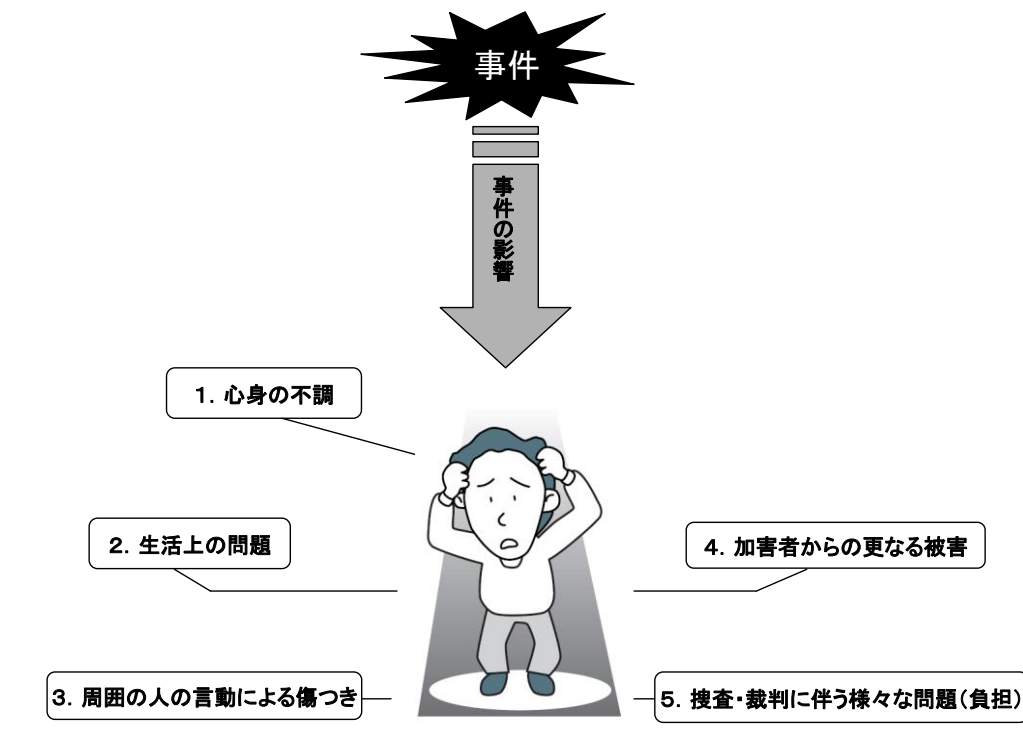 事件
事件の影響
１．心身の不調
２．生活上の問題
４．加害者からの更なる被害
３．周囲の人の言動による傷つき
５．捜査・裁判に伴う様々な問題（負担）